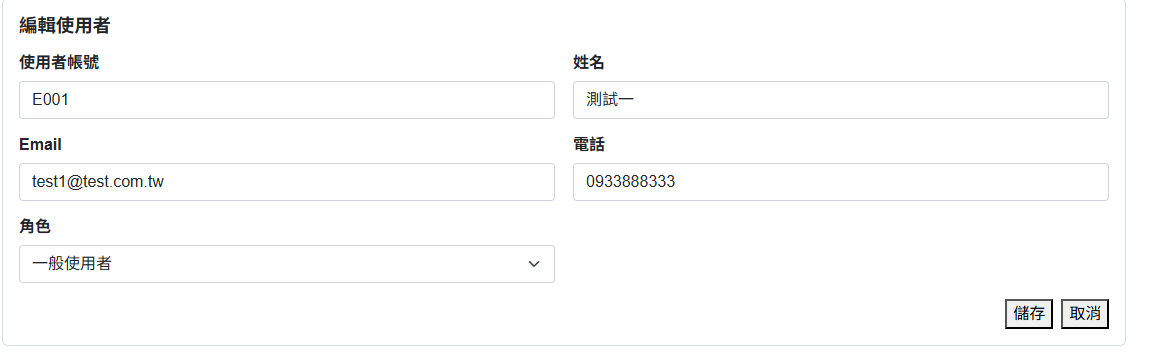 編輯使用者
使用者帳號 姓名
E001 測試一
Email 電話
test1@test.com.tw 0933888333
角色
一般使用者
儲存 取消